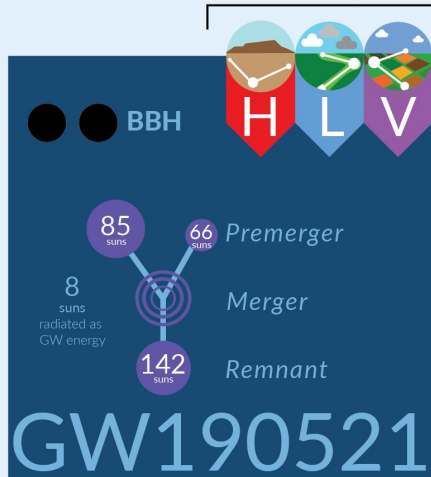 H L V
BBH
85
suns
66
suns
Premerger
8
suns
radiated as
GW energy
Merger
142
suns
Remnant
GW190521